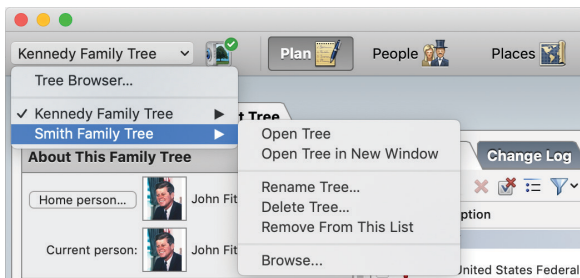 Kennedy Family Tree
Plan
People
Places
Tree Browser...
✓ Kennedy Family Tree
Smith Family Tree
t Tree
Open Tree
Open Tree in New Window
Rename Tree...
Delete Tree...
Remove From This List
Browse...
About This Family Tree
Change Log
Home person...
John Fit
ption
Current person:
John Fit
United States Federal